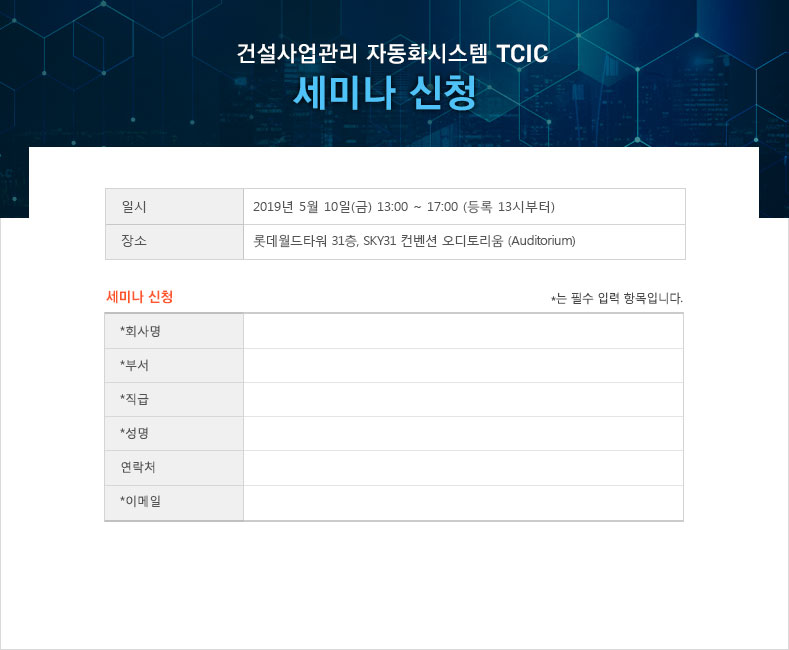 건설사업관리 자동화시스템 TCIC
세미나 신청
일시 2019년 5월 10일(금) 13:00 ~ 17:00 (등록 13시부터)
장소 롯데월드타워 31층, SKY31 컨벤션 오디토리움 (Auditorium)
세미나 신청 *는 필수 입력 항목입니다.
*회사명
*부서
*직급
*성명
연락처
*이메일